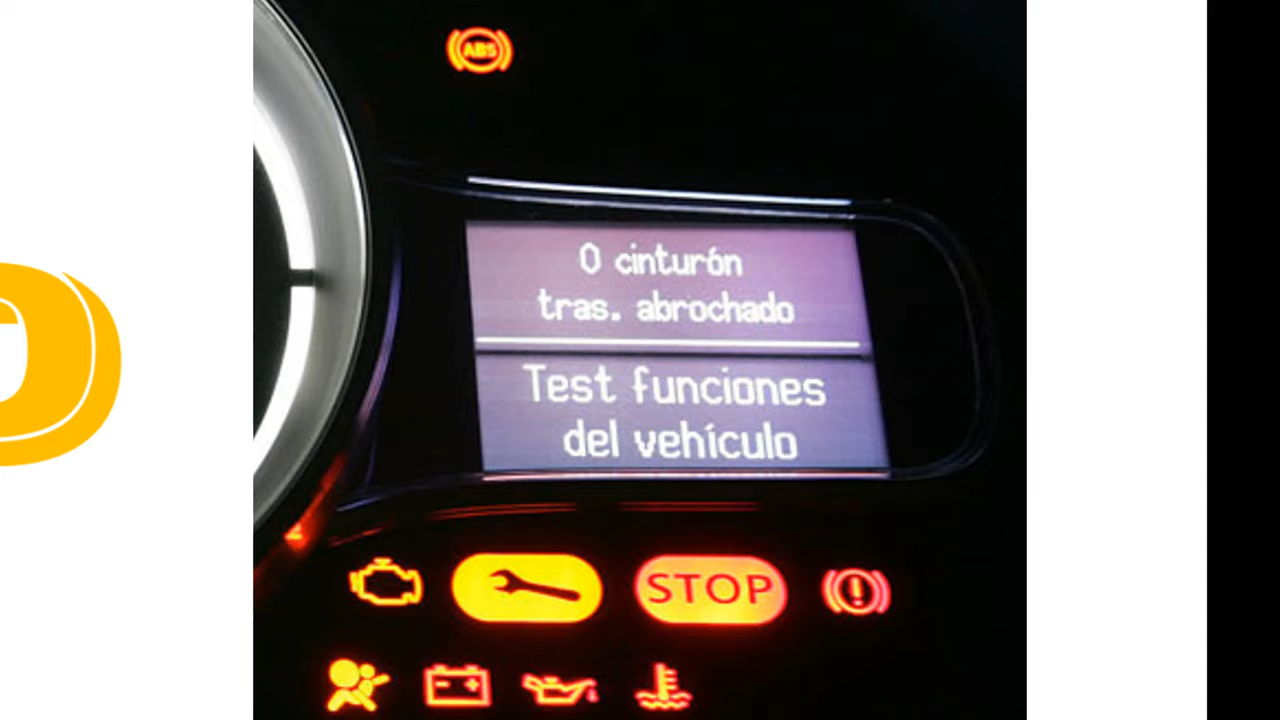 ABS
0 cinturón
tras. abrochado
Test funciones
del vehículo
STOP